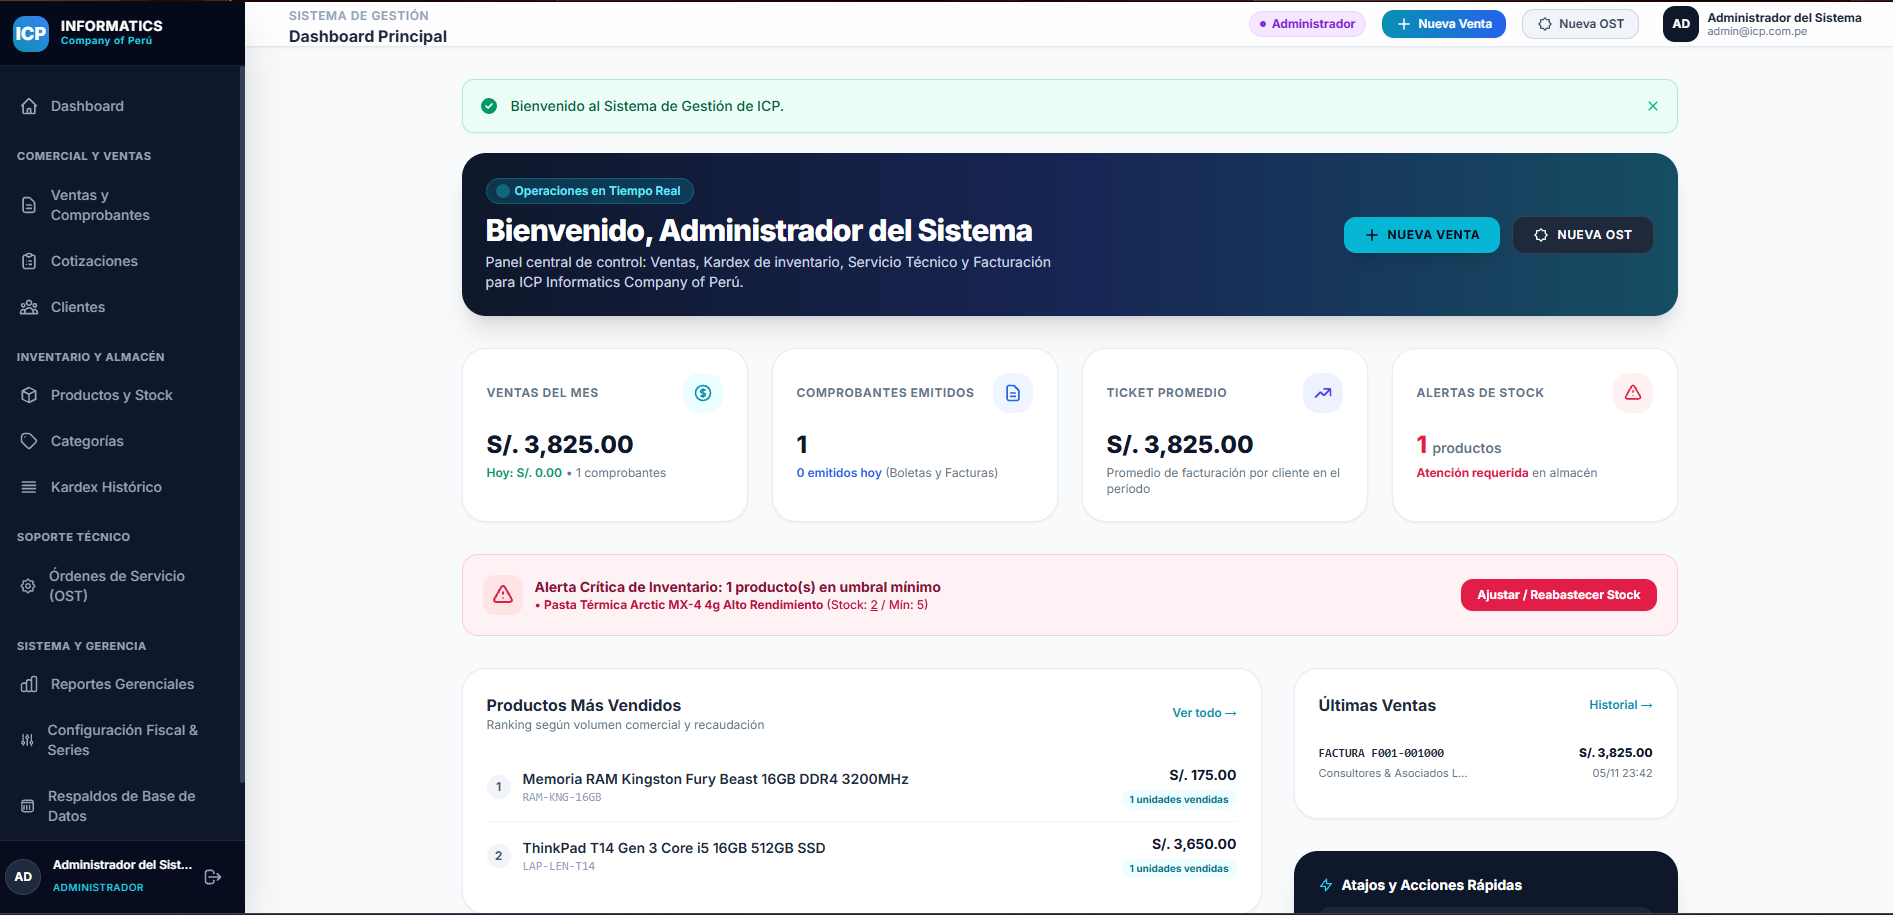 ICP
INFORMATICS
Company of Perú
Dashboard
COMERCIAL Y VENTAS
Ventas y
Comprobantes
Cotizaciones
Clientes
INVENTARIO Y ALMACÉN
Productos y Stock
Categorías
Kardex Histórico
SOPORTE TÉCNICO
Órdenes de Servicio
(OST)
SISTEMA Y GERENCIA
Reportes Gerenciales
Configuración Fiscal &
Series
Respaldos de Base de
Datos
AD
Administrador del Sist...
ADMINISTRADOR
SISTEMA DE GESTIÓN
Dashboard Principal
• Administrador
+ Nueva Venta
Nueva OST
AD
Administrador del Sistema
admin@icp.com.pe
Bienvenido al Sistema de Gestión de ICP.
Operaciones en Tiempo Real
Bienvenido, Administrador del Sistema
Panel central de control: Ventas, Kardex de inventario, Servicio Técnico y Facturación
para ICP Informatics Company of Perú.
+ NUEVA VENTA
NUEVA OST
VENTAS DEL MES
S/. 3,825.00
Hoy: S/. 0.00 • 1 comprobantes
COMPROBANTES EMITIDOS
1
0 emitidos hoy (Boletas y Facturas)
TICKET PROMEDIO
S/. 3,825.00
Promedio de facturación por cliente en el
período
ALERTAS DE STOCK
1 productos
Atención requerida en almacén
Alerta Crítica de Inventario: 1 producto(s) en umbral mínimo
• Pasta Térmica Arctic MX-4 4g Alto Rendimiento (Stock: 2 / Mín: 5)
Ajustar / Reabastecer Stock
Productos Más Vendidos
Ranking según volumen comercial y recaudación
Ver todo →
1
Memoria RAM Kingston Fury Beast 16GB DDR4 3200MHz
RAM-KNG-16GB
S/. 175.00
1 unidades vendidas
2
ThinkPad T14 Gen 3 Core i5 16GB 512GB SSD
LAP-LEN-T14
S/. 3,650.00
1 unidades vendidas
Últimas Ventas
Historial →
FACTURA F001-001000
S/. 3,825.00
Consultores & Asociados L...
05/11 23:42
Atajos y Acciones Rápidas